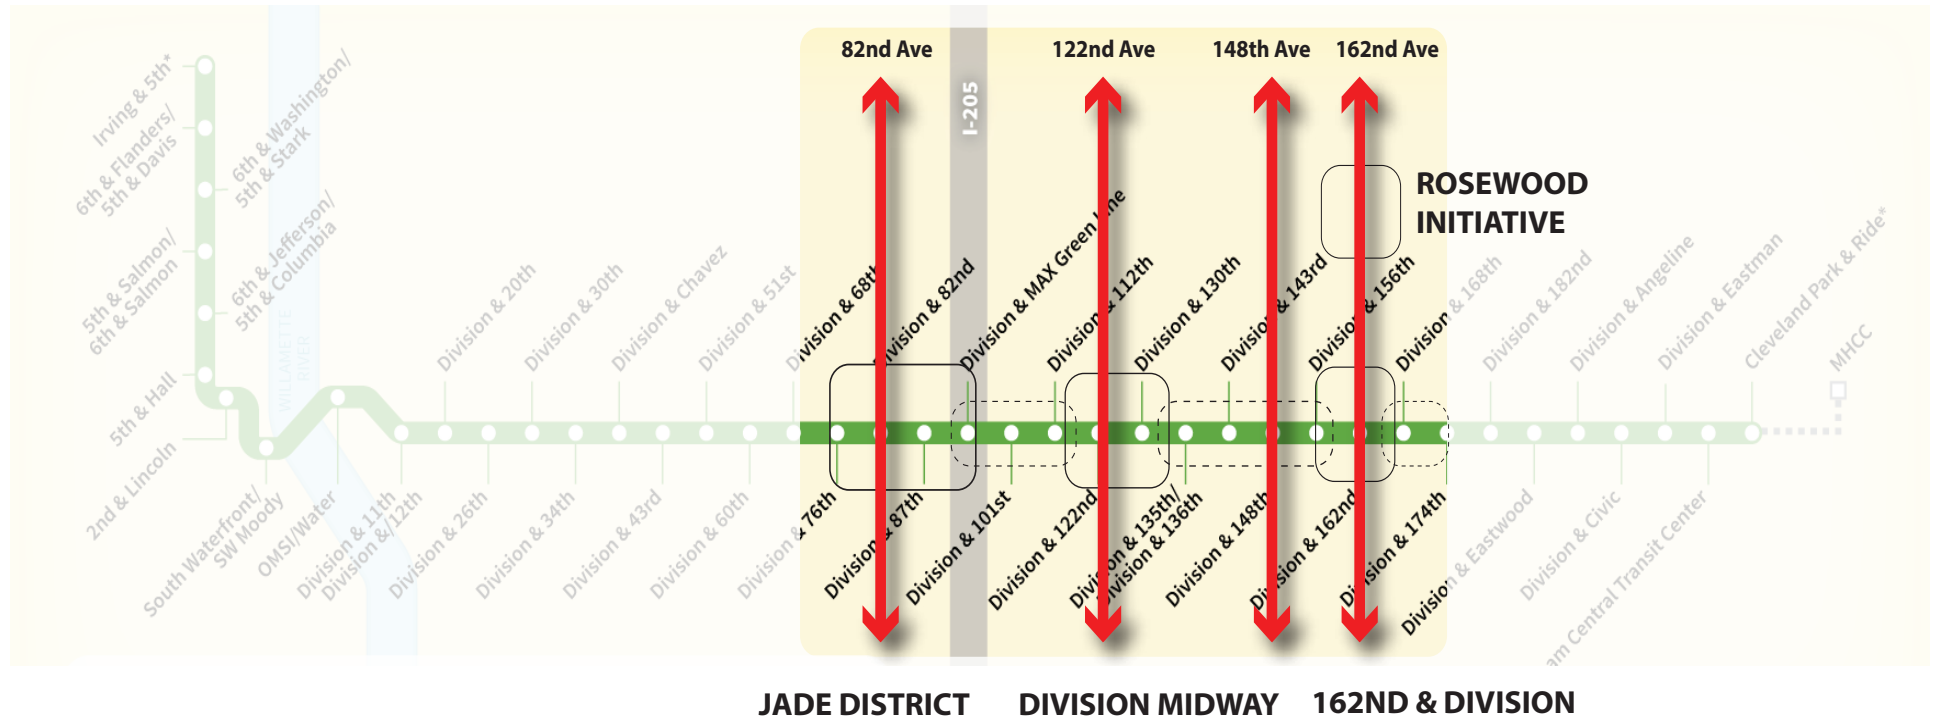 82nd Ave
122nd Ave
148th Ave
162nd Ave
I-205
ROSEWOOD
INITIATIVE
Irving & 5th*
6th & Flanders/
5th & Davis
6th & Washington/
5th & Stark
5th & Salmon/
6th & Salmon
6th & Jefferson/
5th & Columbia
5th & Hall
2nd & Lincoln
WILLAMETTE
RIVER
South Waterfront/
SW Moody
OMSI/Water
Division & 11th
Division &/12th
Division & 20th
Division & 26th
Division & 30th
Division & 34th
Division & Chavez
Division & 43rd
Division & 51st
Division & 60th
Division & 68th
Division & 76th
Division & 82nd
Division & 87th
Division & MAX Green Line
Division & 101st
Division & 112th
Division & 122nd
Division & 130th
Division & 135th/
Division & 136th
Division & 143rd
Division & 148th
Division & 156th
Division & 162nd
Division & 168th
Division & 174th
Division & 182nd
Division & Eastwood
Division & Angeline
Division & Civic
Division & Eastman
am Central Transit Center
Cleveland Park & Ride*
MHCC
JADE DISTRICT
DIVISION MIDWAY
162ND & DIVISION